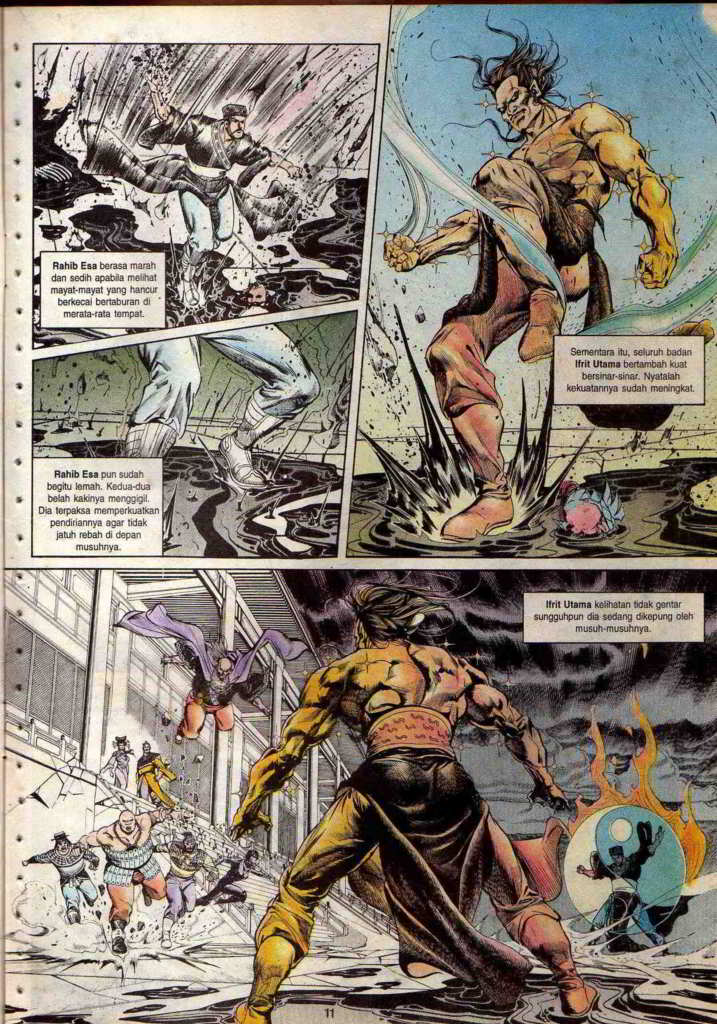 Rahib Esa berasa marah
dan sedih apabila melihat
mayat-mayat yang hancur
berkecai bertaburan di
merata-rata tempat.
Sementara itu, seluruh badan
Ifrit Utama bertambah kuat
bersinar-sinar. Nyatalah
kekuatannya sudah meningkat.
Rahib Esa pun sudah
begitu lemah. Kedua-dua
belah kakinya menggigil.
Dia terpaksa memperkuatkan
pendiriannya agar tidak
jatuh rebah di depan
musuhnya.
Ifrit Utama kelihatan tidak gentar
sungguhpun dia sedang dikepung oleh
musuh-musuhnya.
11